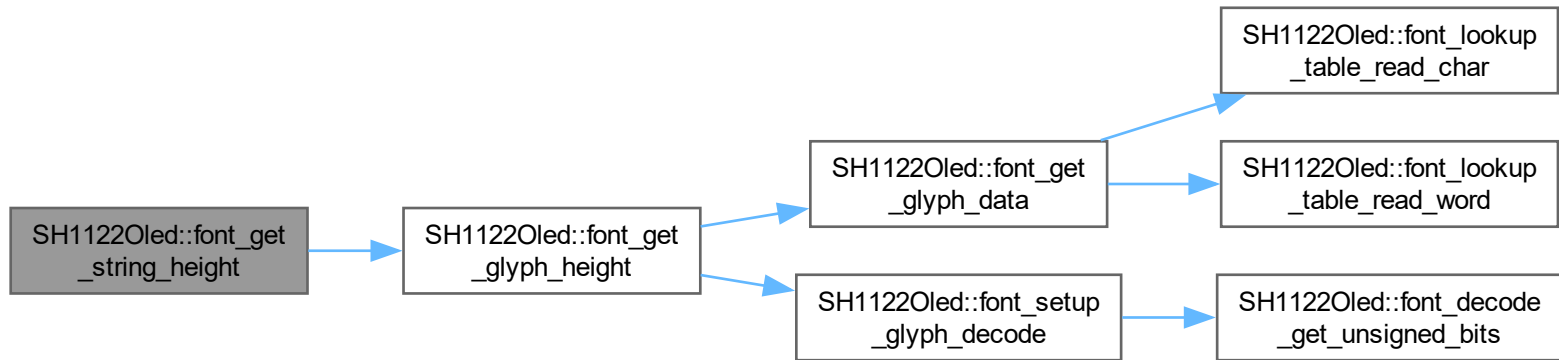 SH1122Oled::font_get
_string_height
SH1122Oled::font_get
_glyph_height
SH1122Oled::font_get
_glyph_data
SH1122Oled::font_lookup
_table_read_char
SH1122Oled::font_lookup
_table_read_word
SH1122Oled::font_setup
_glyph_decode
SH1122Oled::font_decode
_get_unsigned_bits